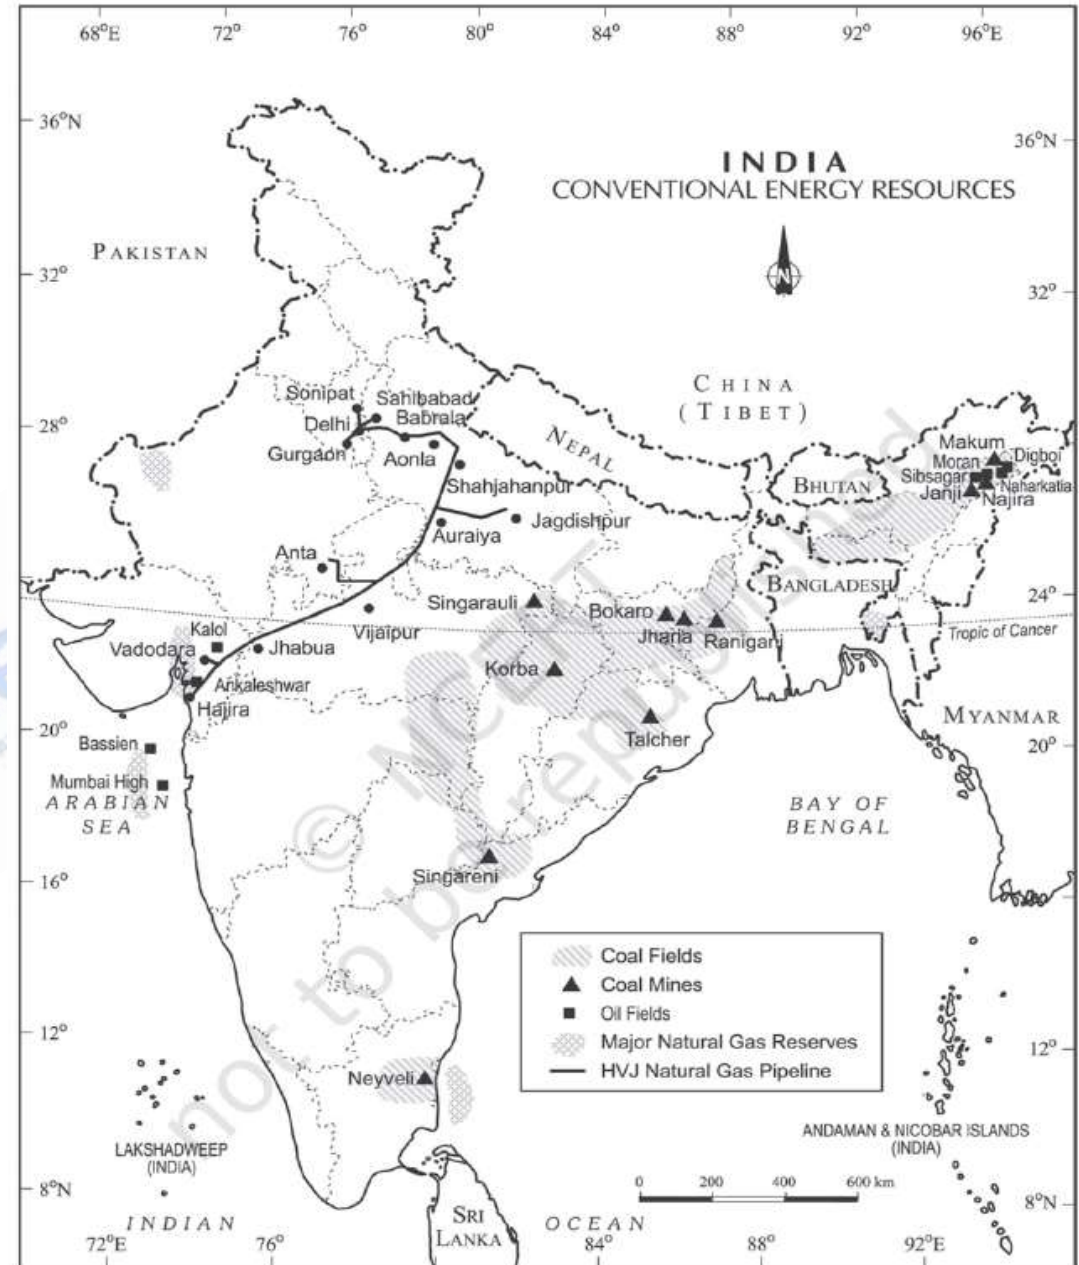 68°E 72° 76° 80° 84° 88° 92° 96°E
36°N
36°N
INDIA
CONVENTIONAL ENERGY RESOURCES
PAKISTAN
N
32°
32°
CHINA
(TIBET)
Sonipat
Sahibabad
Delhi
Babrala
28°
28°
Gurgaon
Aonla
NEPAL
Makum
Moran
Digboi
Sibsagar
Naharkatia
Janji
Najira
BHUTAN
Shahjahanpur
Jagdishpur
Auraiya
Anta
BANGLADESH
24°
Singarauli
Bokaro
Jharia
Raniganj
Vijaipur
Tropic of Cancer
Kalol
Vadodara
Jhabua
Korba
Ankaleshwar
Hajira
MYANMAR
20°
20°
Talcher
Bassien
Mumbai High
ARABIAN
SEA
BAY OF
BENGAL
16°
Singareni
© NCERT
not to be republished
Coal Fields
Coal Mines
Oil Fields
Major Natural Gas Reserves
HVJ Natural Gas Pipeline
12°
12°
Neyveli
LAKSHADWEEP
(INDIA)
ANDAMAN & NICOBAR ISLANDS
(INDIA)
0 200 400 600 km
8°N
8°N
INDIAN
OCEAN
SRI
LANKA
72°E 76° 84° 88° 92°E